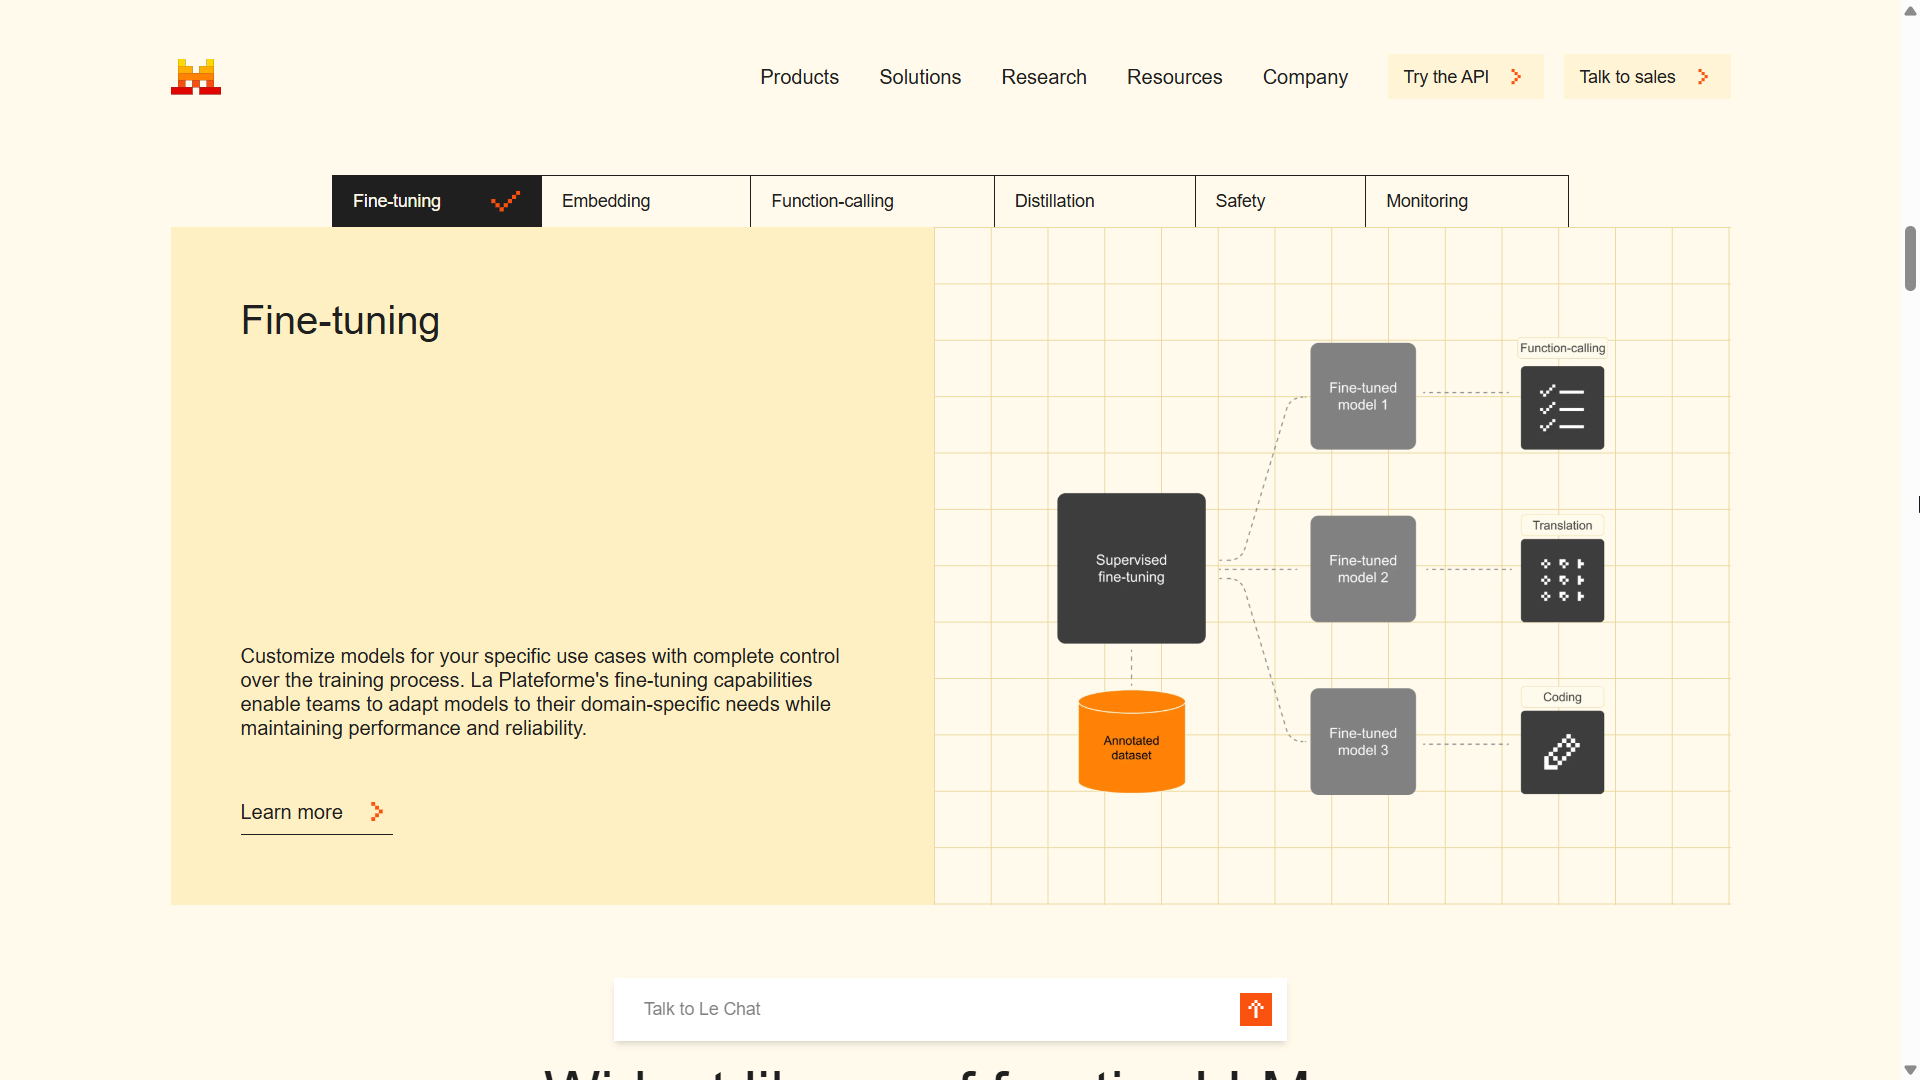 Products
Solutions
Research
Resources
Company
Try the API
Talk to sales
Fine-tuning
Embedding
Function-calling
Distillation
Safety
Monitoring
Fine-tuning
Customize models for your specific use cases with complete control
over the training process. La Plateforme's fine-tuning capabilities
enable teams to adapt models to their domain-specific needs while
maintaining performance and reliability.
Learn more
Supervised
fine-tuning
Annotated
dataset
Fine-tuned
model 1
Function-calling
Fine-tuned
model 2
Translation
Fine-tuned
model 3
Coding
Talk to Le Chat